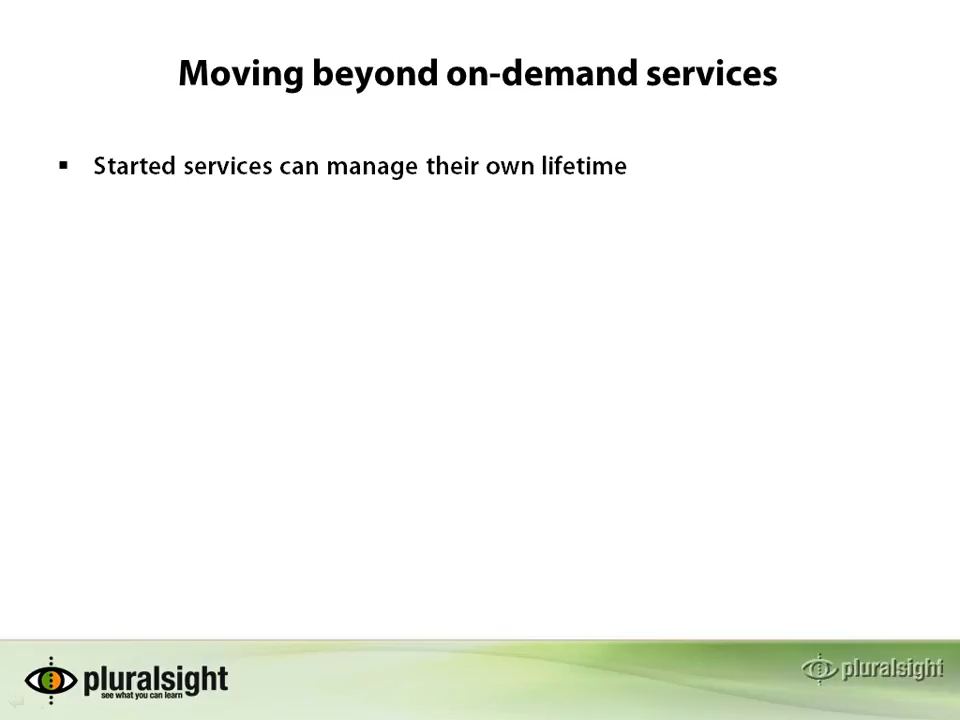 Moving beyond on-demand services
▪ Started services can manage their own lifetime
pluralsight
see what you can learn
pluralsight